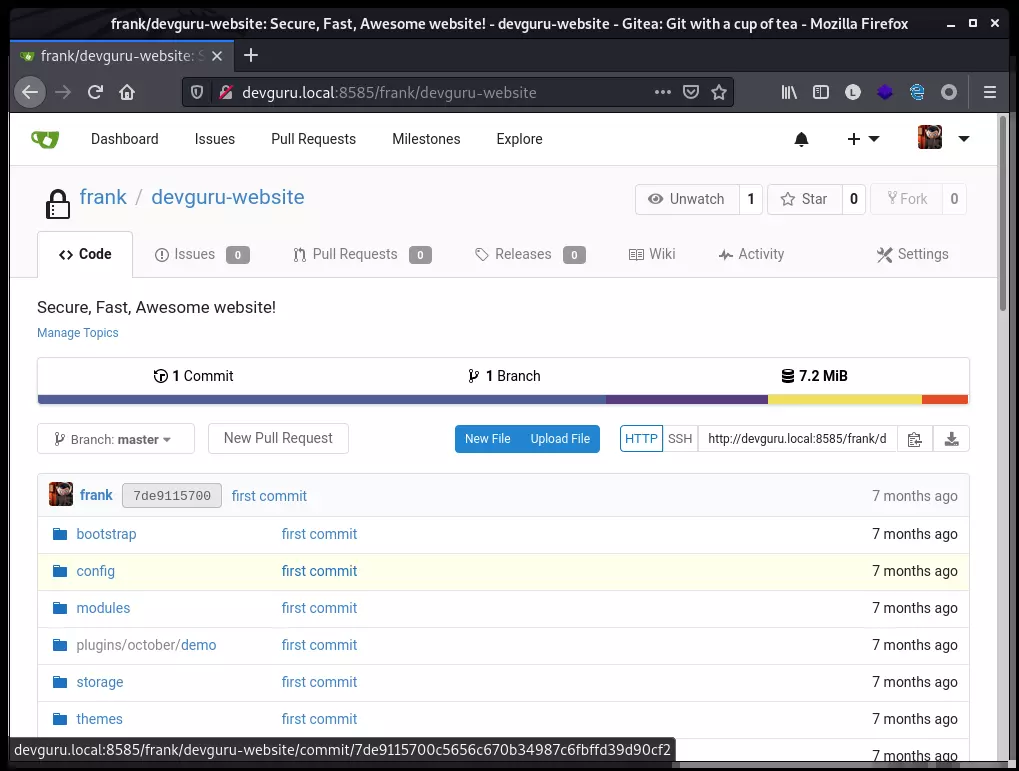 frank/devguru-website: Secure, Fast, Awesome website! - devguru-website - Gitea: Git with a cup of tea - Mozilla Firefox
frank/devguru-website: S
devguru.local:8585/frank/devguru-website
Dashboard Issues Pull Requests Milestones Explore
frank / devguru-website
Unwatch 1 Star 0 Fork 0
Code Issues 0 Pull Requests 0 Releases 0 Wiki Activity Settings
Secure, Fast, Awesome website!
Manage Topics
1 Commit 1 Branch 7.2 MiB
Branch: master New Pull Request New File Upload File HTTP SSH http://devguru.local:8585/frank/d
frank 7de9115700 first commit 7 months ago
bootstrap first commit 7 months ago
config first commit 7 months ago
modules first commit 7 months ago
plugins/october/demo first commit 7 months ago
storage first commit 7 months ago
themes first commit 7 months ago
7 months ago
devguru.local:8585/frank/devguru-website/commit/7de9115700c5656c670b34987c6fbffd39d90cf2